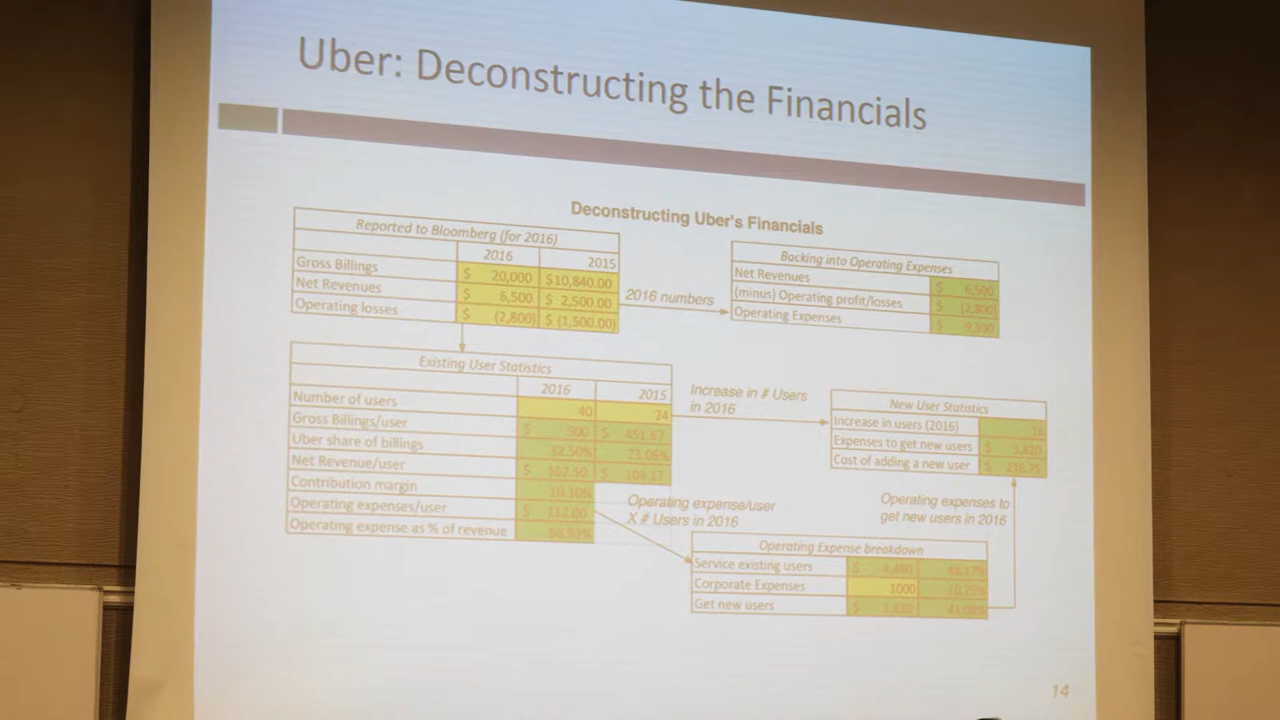 Uber: Deconstructing the Financials
Deconstructing Uber's Financials
Reported to Bloomberg (for 2016)
2016 2015
Gross Billings $ 20,000 $10,840.00
Net Revenues $ 6,500 $ 2,500.00
Operating losses $ (2,800) $ (1,500.00)
2016 numbers
Backing into Operating Expenses
Net Revenues $ 6,500
(minus) Operating profit/losses $ (2,800)
Operating Expenses $ 9,300
Existing User Statistics
2016 2015
Number of users 40 24
Gross Billings/user $ 500 $ 451.67
Uber share of billings 32.50% 23.06%
Net Revenue/user $ 162.50 $ 104.17
Contribution margin
Operating expenses/user $ 112.00
Operating expense as % of revenue 68.92%
Increase in # Users
in 2016
New User Statistics
Increase in users (2016) 16
Expenses to get new users $ 3,820
Cost of adding a new user $ 238.75
Operating expense/user
X # Users in 2016
Operating expenses to
get new users in 2016
Operating Expense breakdown
Service existing users $ 4,480 48.17%
Corporate Expenses 1000 10.75%
Get new users $ 3,820 41.08%
14